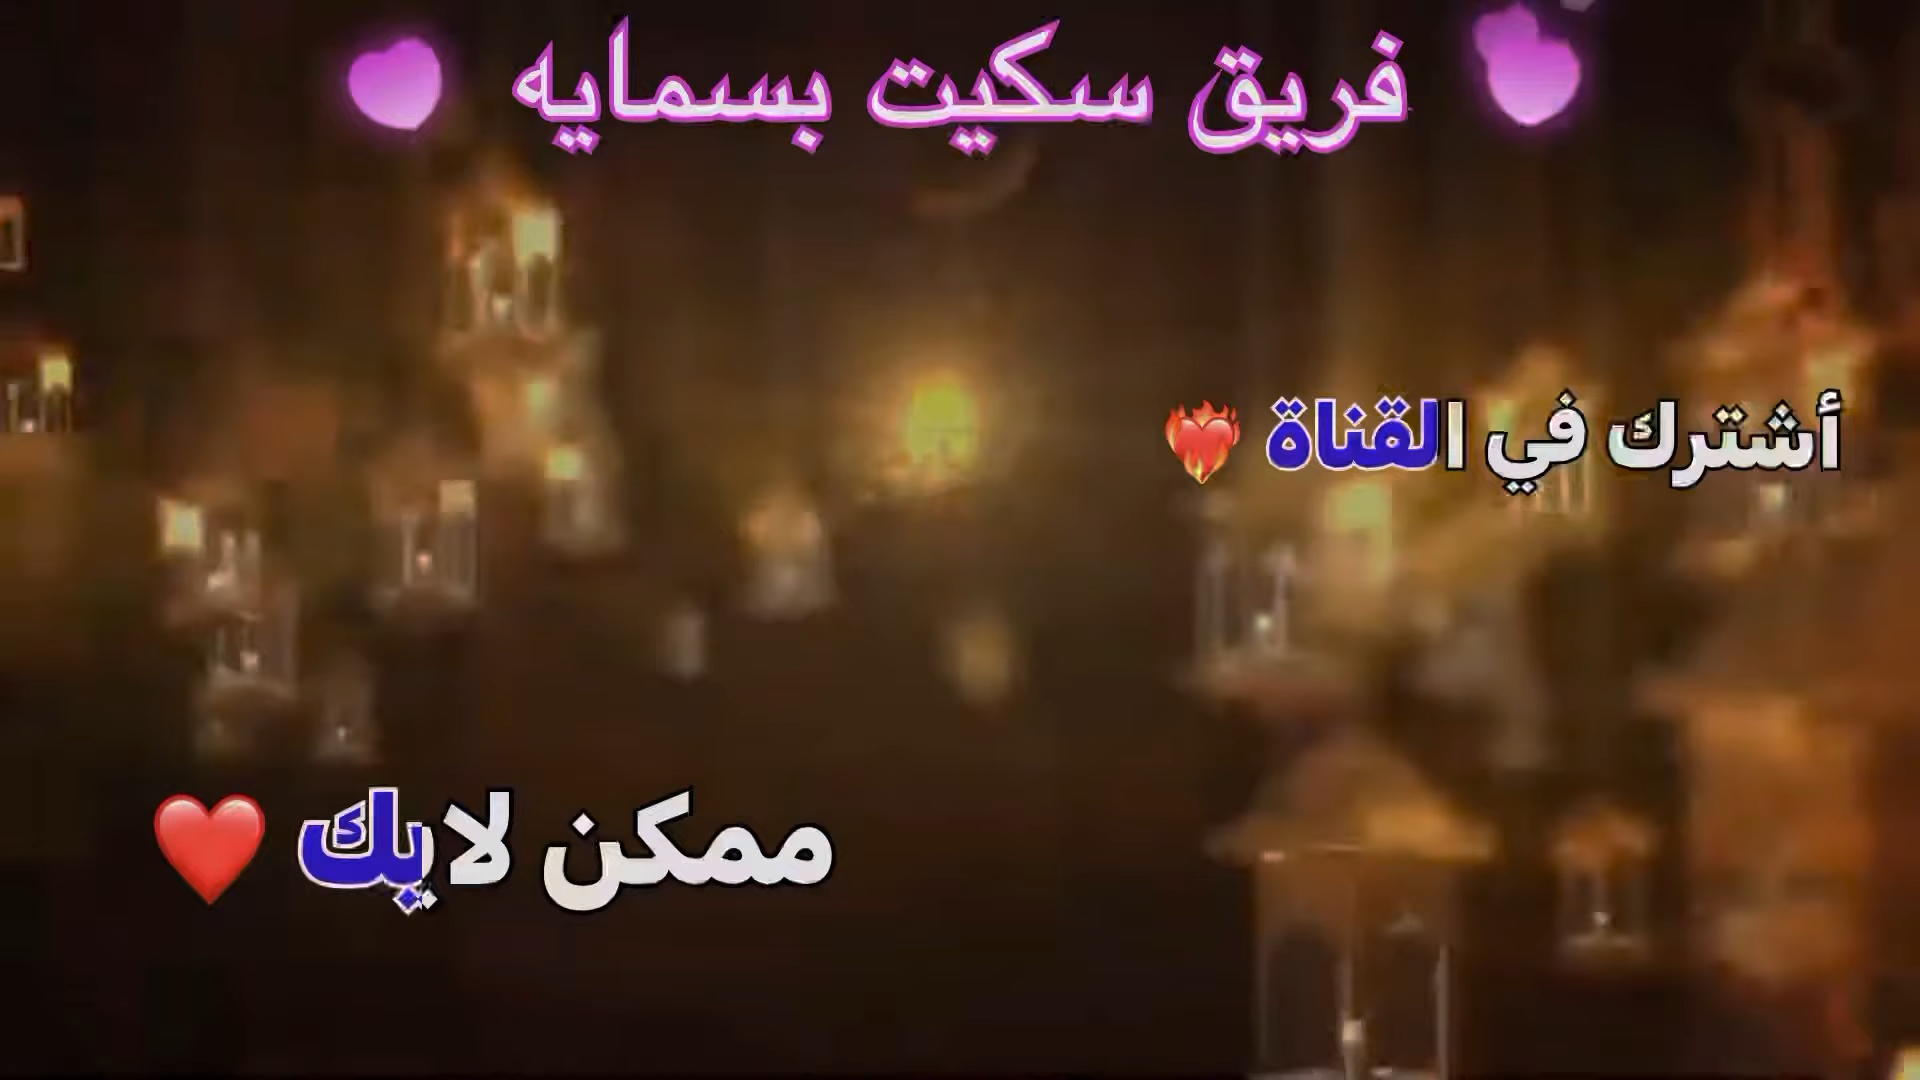 فريق سكيت بسمايه
أشترك في القناة ❤️‍🔥
ممكن لايك ❤️